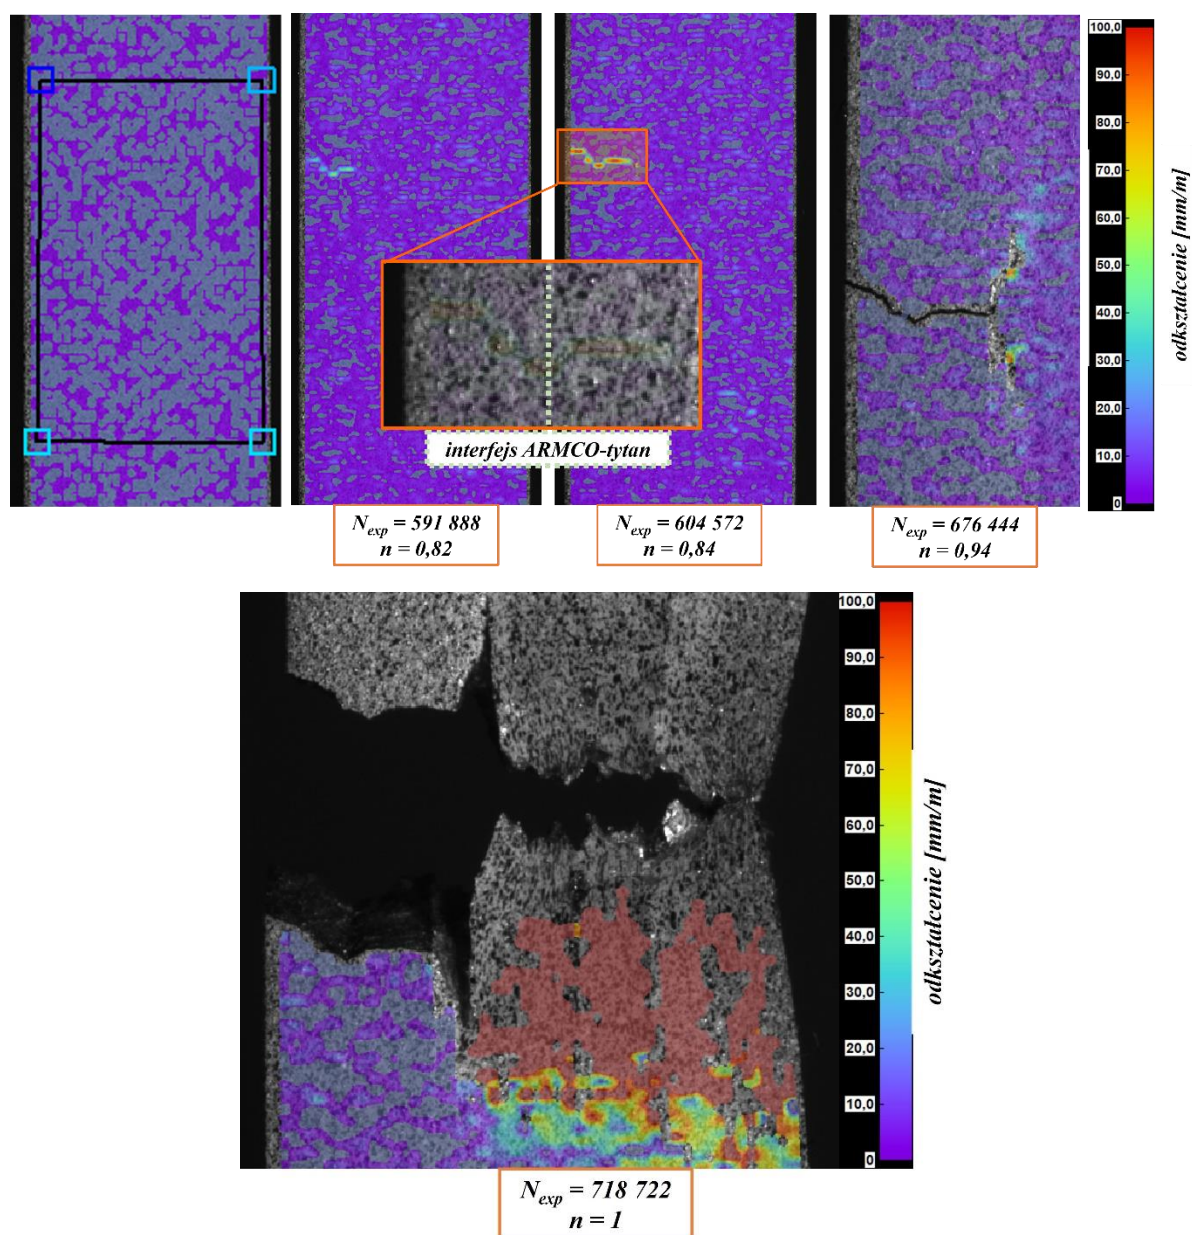 100,0
90,0
80,0
70,0
60,0
50,0
40,0
30,0
20,0
10,0
0
odkształcenie [mm/m]
interfejs ARMCO-tytan
N_exp = 591 888
n = 0,82
N_exp = 604 572
n = 0,84
N_exp = 676 444
n = 0,94
100,0
90,0
80,0
70,0
60,0
50,0
40,0
30,0
20,0
10,0
0
odkształcenie [mm/m]
N_exp = 718 722
n = 1